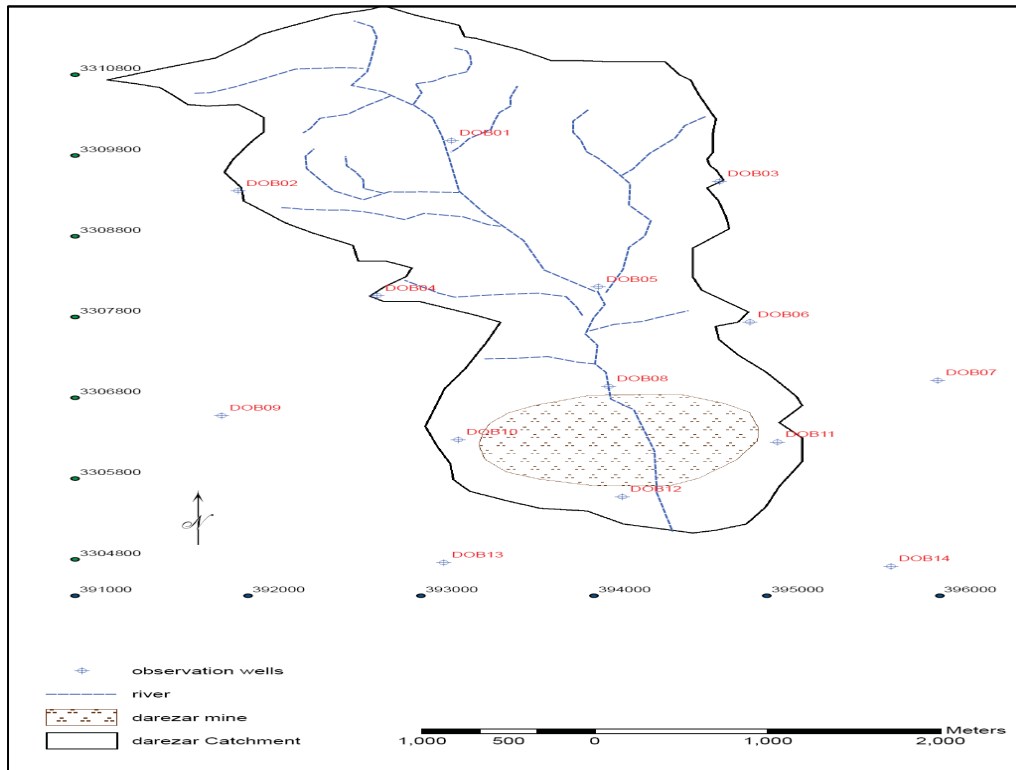 3310800
DOB01
3309800
DOB03
DOB02
3308800
DOB05
DOB04
3307800
DOB06
DOB07
DOB08
3306800
DOB09
DOB10
DOB11
3305800
DOB12
N
3304800
DOB13
DOB14
391000 392000 393000 394000 395000 396000
observation wells
river
darezar mine
darezar Catchment
Meters
1,000 500 0 1,000 2,000